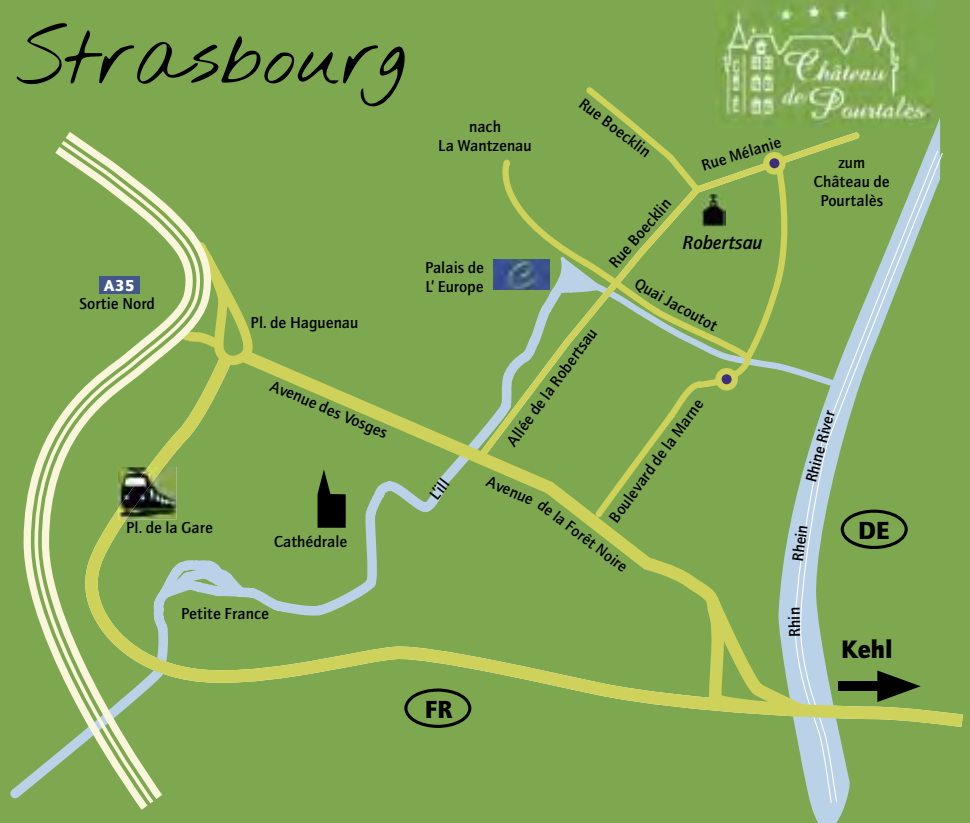 Strasbourg
Château
de Pourtalès
nach
La Wantzenau
Rue Boecklin
Rue Mélanie
zum
Château de
Pourtalès
Rue Boecklin
Robertsau
Palais de
L' Europe
Quai Jacoutot
A35
Sortie Nord
Pl. de Haguenau
Allée de la Robertsau
Avenue des Vosges
Boulevard de la Marne
L'ill
Avenue de la Forêt Noire
Rhine River
Rhein
Rhin
DE
Pl. de la Gare
Cathédrale
Petite France
Kehl
FR